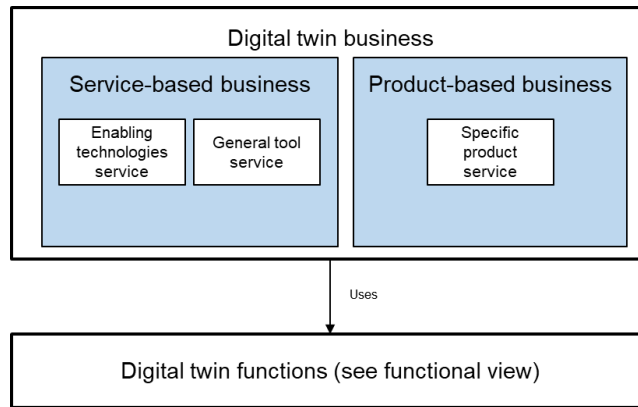 Digital twin business
Service-based business
Product-based business
Enabling
technologies
service
General tool
service
Specific
product
service
Uses
Digital twin functions (see functional view)